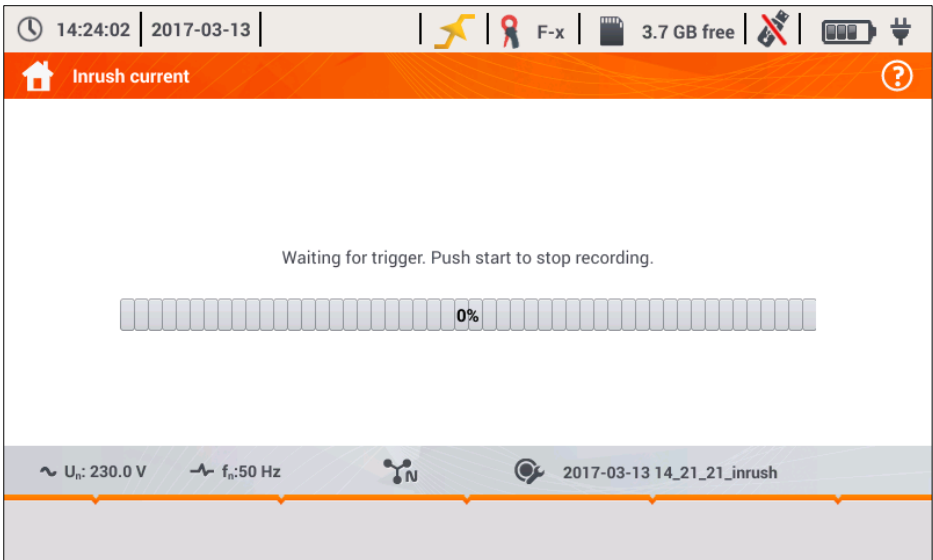 14:24:02 2017-03-13 F-x 3.7 GB free
Inrush current ?
Waiting for trigger. Push start to stop recording.
0%
Un: 230.0 V fn:50 Hz N 2017-03-13 14_21_21_inrush